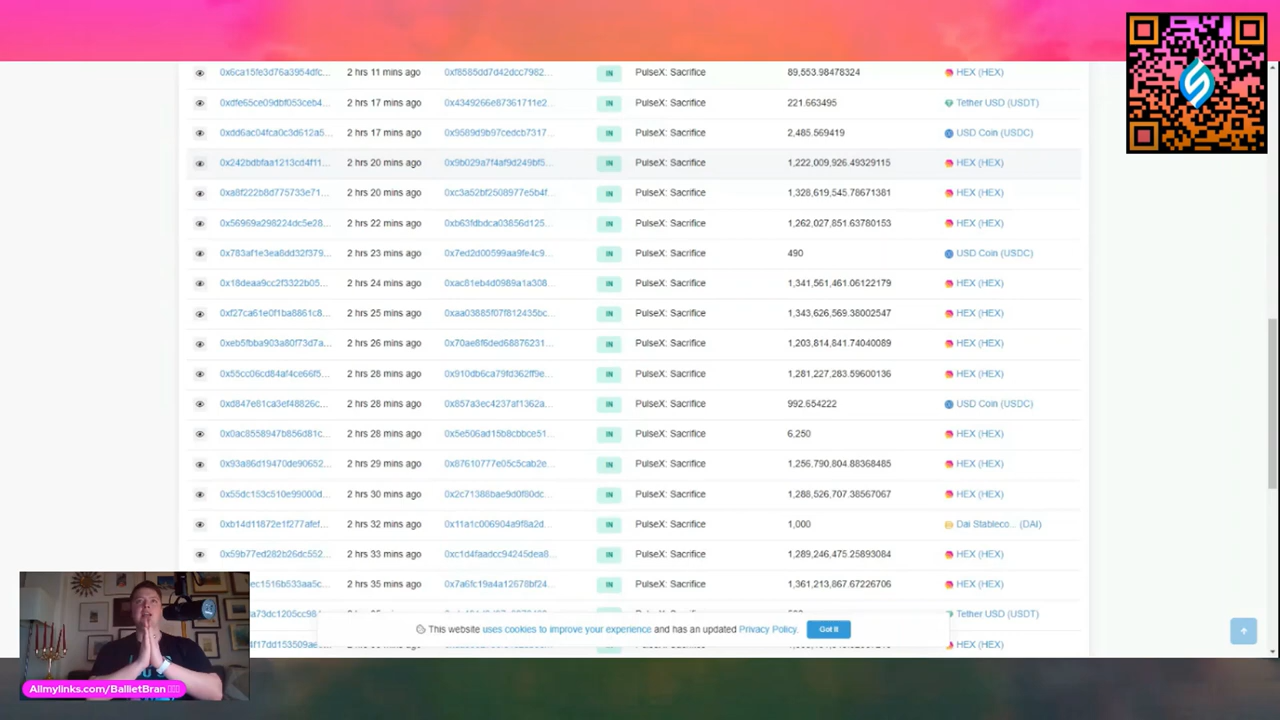 0x6ca15fe3d76a3954dfc... 2 hrs 11 mins ago 0xf8585dd7d42dcc7982... IN PulseX: Sacrifice 89,553.98478324 HEX (HEX)
0xdfe65ce09dbf053ceb4... 2 hrs 17 mins ago 0x4349266e87361711e2... IN PulseX: Sacrifice 221.663495 Tether USD (USDT)
0xdd6ac04fca0c3d612a5... 2 hrs 17 mins ago 0x9589d9b97cedcb7317... IN PulseX: Sacrifice 2,485.569419 USD Coin (USDC)
0x242bdbfaa1213cd4f11... 2 hrs 20 mins ago 0x9b029a7f4af9d249bf5... IN PulseX: Sacrifice 1,222,009,926.49329115 HEX (HEX)
0xa8f222b8d775733e71... 2 hrs 20 mins ago 0xc3a52bf2508977e5b4f... IN PulseX: Sacrifice 1,328,619,545.78671381 HEX (HEX)
0x56969a298224dc5e28... 2 hrs 22 mins ago 0xb63fdbdca03856d125... IN PulseX: Sacrifice 1,262,027,851.63780153 HEX (HEX)
0x783af1e3ea8dd32f379... 2 hrs 23 mins ago 0x7ed2d00599aa9fe4c9... IN PulseX: Sacrifice 490 USD Coin (USDC)
0x18deaa9cc2f3322b05... 2 hrs 24 mins ago 0xac81eb4d0989a1a308... IN PulseX: Sacrifice 1,341,561,461.06122179 HEX (HEX)
0xf27ca61e0f1ba8861c8... 2 hrs 25 mins ago 0xaa03885f07f812435bc... IN PulseX: Sacrifice 1,343,626,569.38002547 HEX (HEX)
0xeb5fbba903a80f73d7a... 2 hrs 26 mins ago 0x70ae8f6ded68876231... IN PulseX: Sacrifice 1,203,814,841.74040089 HEX (HEX)
0x55cc06cd84af4ce66f5... 2 hrs 28 mins ago 0x910db6ca79fd362ff9e... IN PulseX: Sacrifice 1,281,227,283.59600136 HEX (HEX)
0xd847e81ca3ef48826c... 2 hrs 28 mins ago 0x857a3ec4237af1362a... IN PulseX: Sacrifice 992.654222 USD Coin (USDC)
0x0ac8558947b856d81c... 2 hrs 28 mins ago 0x5e506ad15b8cbbce51... IN PulseX: Sacrifice 6,250 HEX (HEX)
0x93a86d19470de90652... 2 hrs 29 mins ago 0x87610777e05c5cab2e... IN PulseX: Sacrifice 1,256,790,804.88368485 HEX (HEX)
0x55dc153c510e99000d... 2 hrs 30 mins ago 0x2c71388bae9d0f80dc... IN PulseX: Sacrifice 1,288,526,707.38567067 HEX (HEX)
0xb14d11872e1f277afef... 2 hrs 32 mins ago 0x11a1c006904a9f8a2d... IN PulseX: Sacrifice 1,000 Dai Stableco... (DAI)
0x59b77ed282b26dc552... 2 hrs 33 mins ago 0xc1d4faadcc94245dea8... IN PulseX: Sacrifice 1,289,246,475.25893084 HEX (HEX)
ec1516b533aa5c... 2 hrs 35 mins ago 0x7a6fc19a4a12678bf24... IN PulseX: Sacrifice 1,361,213,867.67226706 HEX (HEX)
a73dc1205cc98... Tether USD (USDT)
This website uses cookies to improve your experience and has an updated Privacy Policy. Got It
4f17dd153509ae... HEX (HEX)
Allmylinks.com/BallietBran